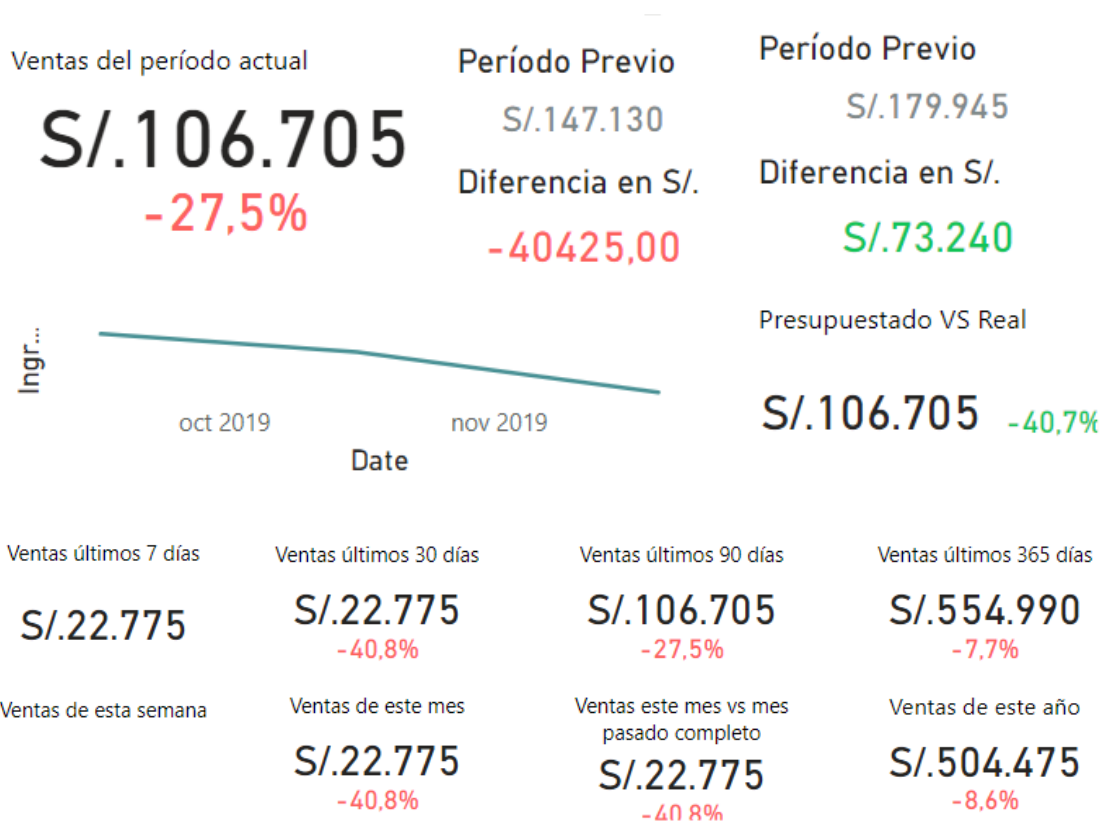 Ventas del período actual
S/.106.705
-27,5%
Período Previo
S/.147.130
Diferencia en S/.
-40425,00
Período Previo
S/.179.945
Diferencia en S/.
S/.73.240
Ingr...
oct 2019
nov 2019
Date
Presupuestado VS Real
S/.106.705 -40,7%
Ventas últimos 7 días
S/.22.775
Ventas últimos 30 días
S/.22.775
-40,8%
Ventas últimos 90 días
S/.106.705
-27,5%
Ventas últimos 365 días
S/.554.990
-7,7%
Ventas de esta semana
Ventas de este mes
S/.22.775
-40,8%
Ventas este mes vs mes
pasado completo
S/.22.775
-40,8%
Ventas de este año
S/.504.475
-8,6%